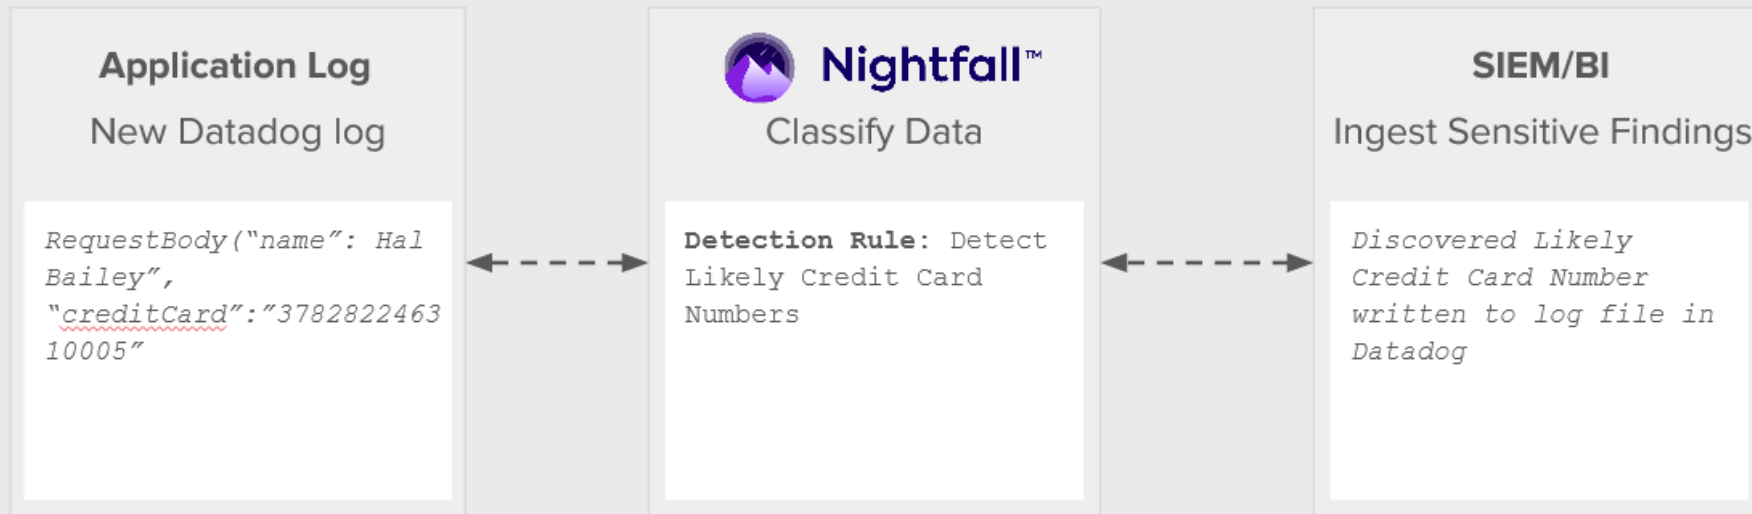 Application Log
New Datadog log
RequestBody(“name”: Hal
Bailey”,
“creditCard”:”3782822463
10005”
Nightfall™
Classify Data
Detection Rule: Detect
Likely Credit Card
Numbers
SIEM/BI
Ingest Sensitive Findings
Discovered Likely
Credit Card Number
written to log file in
Datadog